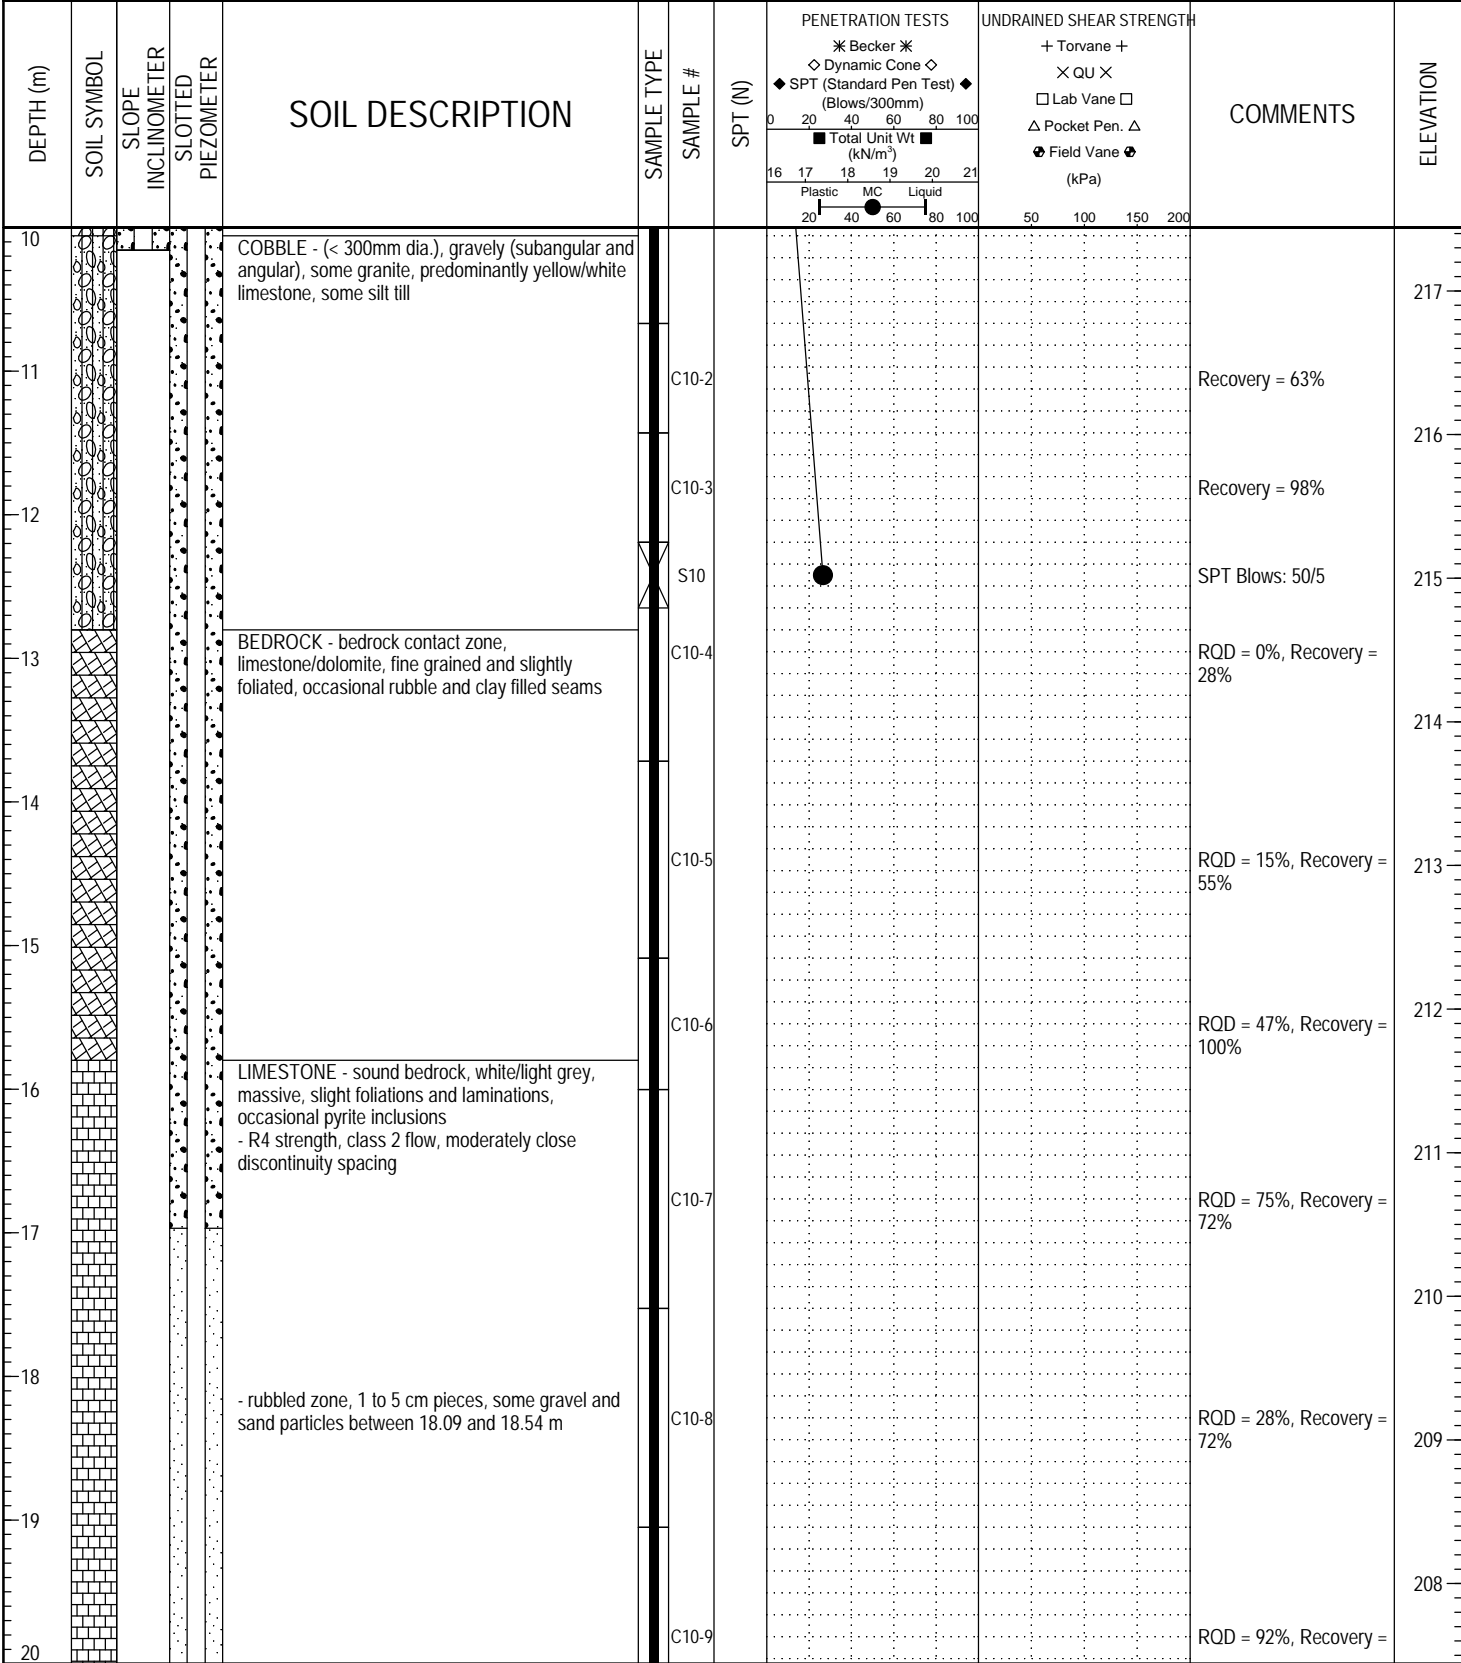 DEPTH (m)
SOIL SYMBOL
SLOPE
INCLINOMETER
SLOTTED
PIEZOMETER
SOIL DESCRIPTION
SAMPLE TYPE
SAMPLE #
SPT (N)
PENETRATION TESTS
Becker
Dynamic Cone
SPT (Standard Pen Test)
(Blows/300mm)
0 20 40 60 80 100
Total Unit Wt
(kN/m³)
16 17 18 19 20 21
Plastic MC Liquid
20 40 60 80 100
UNDRAINED SHEAR STRENGTH
+ Torvane +
QU
Lab Vane
Pocket Pen.
Field Vane
(kPa)
50 100 150 200
COMMENTS
ELEVATION
10
COBBLE - (< 300mm dia.), gravely (subangular and
angular), some granite, predominantly yellow/white
limestone, some silt till
217
11
C10-2
Recovery = 63%
216
C10-3
Recovery = 98%
12
S10
SPT Blows: 50/5
215
BEDROCK - bedrock contact zone,
limestone/dolomite, fine grained and slightly
foliated, occasional rubble and clay filled seams
13
C10-4
RQD = 0%, Recovery =
28%
214
14
C10-5
RQD = 15%, Recovery =
55%
213
15
C10-6
RQD = 47%, Recovery =
100%
212
LIMESTONE - sound bedrock, white/light grey,
massive, slight foliations and laminations,
occasional pyrite inclusions
- R4 strength, class 2 flow, moderately close
discontinuity spacing
16
211
C10-7
RQD = 75%, Recovery =
72%
17
210
18
- rubbled zone, 1 to 5 cm pieces, some gravel and
sand particles between 18.09 and 18.54 m
C10-8
RQD = 28%, Recovery =
72%
209
19
208
C10-9
RQD = 92%, Recovery =
20